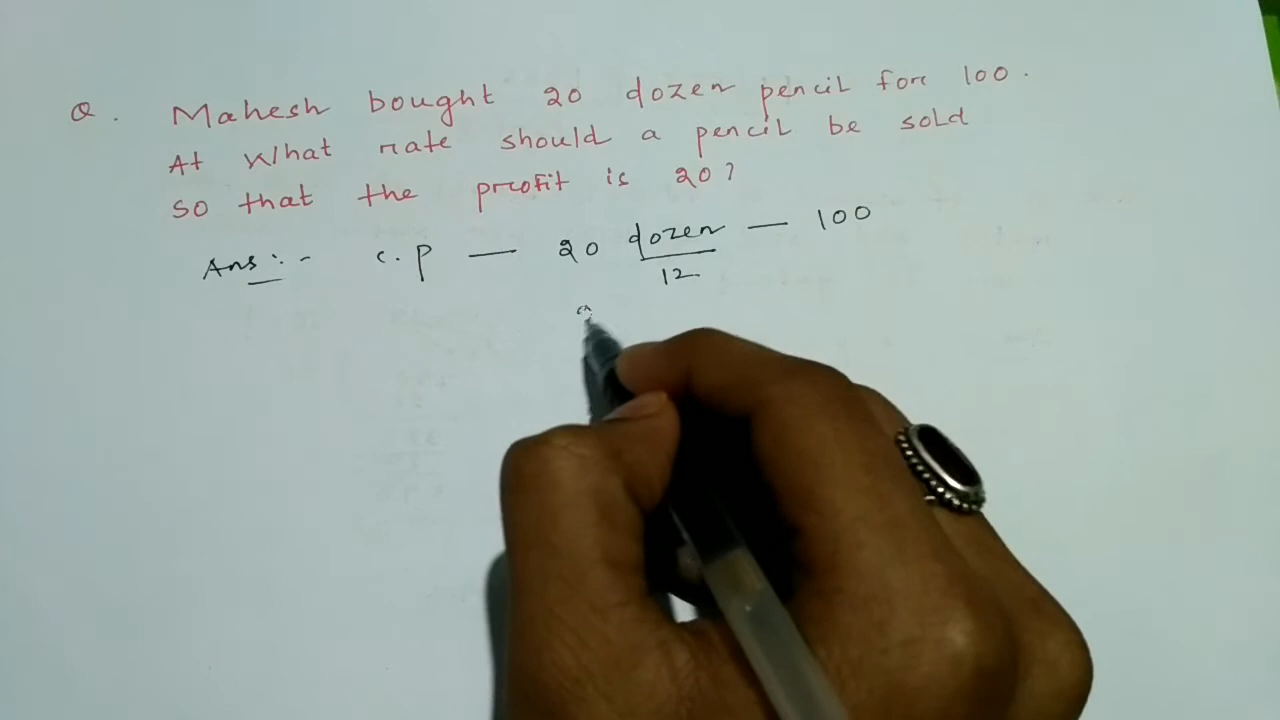 Q. Mahesh bought 20 dozen pencil for 100.
At What rate should a pencil be sold
so that the profit is 20?
Ans :- C.P — 20 dozen — 100
12